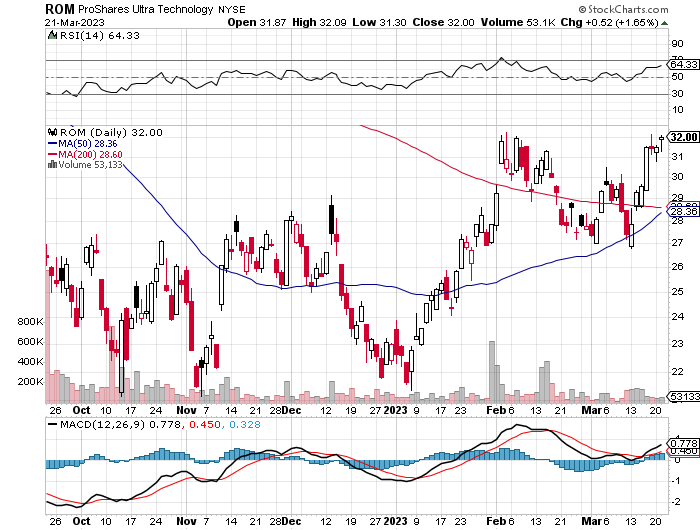 ROM ProShares Ultra Technology NYSE © StockCharts.com
21-Mar-2023 Open 31.87 High 32.09 Low 31.30 Close 32.00 Volume 53.1K Chg +0.52 (+1.65%)
RSI(14) 64.33
90
70
64.33
50
30
10
ROM (Daily) 32.00
MA(50) 28.36
MA(200) 28.60
Volume 53,133
32.00
31
30
29
28.60
28.36
28
27
26
25
24
23
22
800K
600K
400K
200K
53133
26 Oct 10 17 24 Nov 7 14 21 28 Dec 12 19 27 2023 9 17 23 Feb 6 13 21 Mar 6 13 20
MACD(12,26,9) 0.778, 0.450, 0.328
0.778
0.450
0
-1
-2
26 Oct 10 17 24 Nov 7 14 21 28 Dec 12 19 27 2023 9 17 23 Feb 6 13 21 Mar 6 13 20